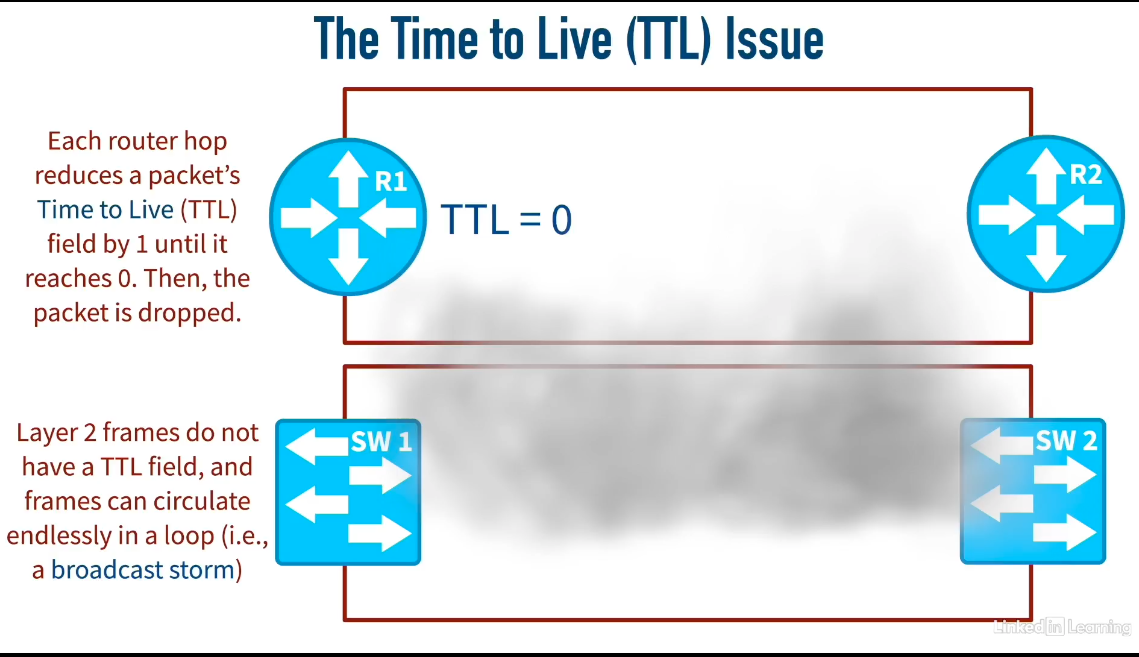 The Time to Live (TTL) Issue
Each router hop
reduces a packet's
Time to Live (TTL)
field by 1 until it
reaches 0. Then, the
packet is dropped.
R1
TTL = 0
R2
Layer 2 frames do not
have a TTL field, and
frames can circulate
endlessly in a loop (i.e.,
a broadcast storm)
SW 1
SW 2
Linked in Learning